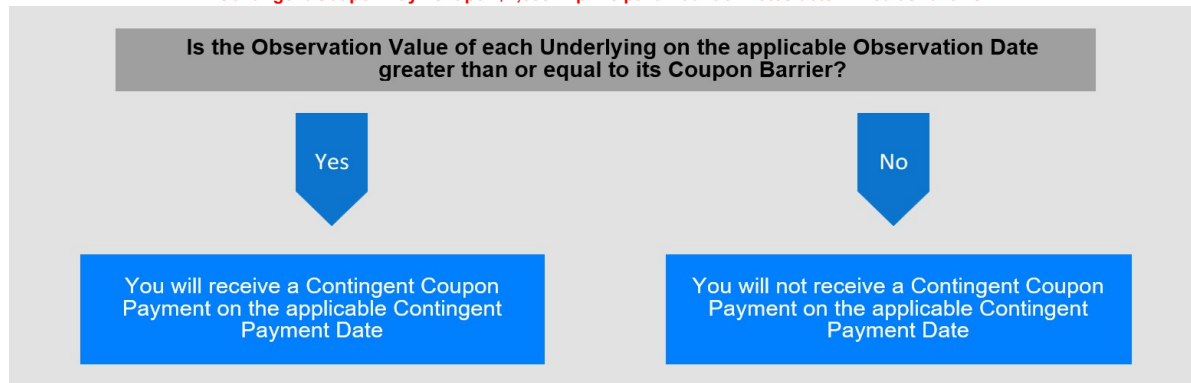 Is the Observation Value of each Underlying on the applicable Observation Date
greater than or equal to its Coupon Barrier?
Yes
No
You will receive a Contingent Coupon
Payment on the applicable Contingent
Payment Date
You will not receive a Contingent Coupon
Payment on the applicable Contingent
Payment Date